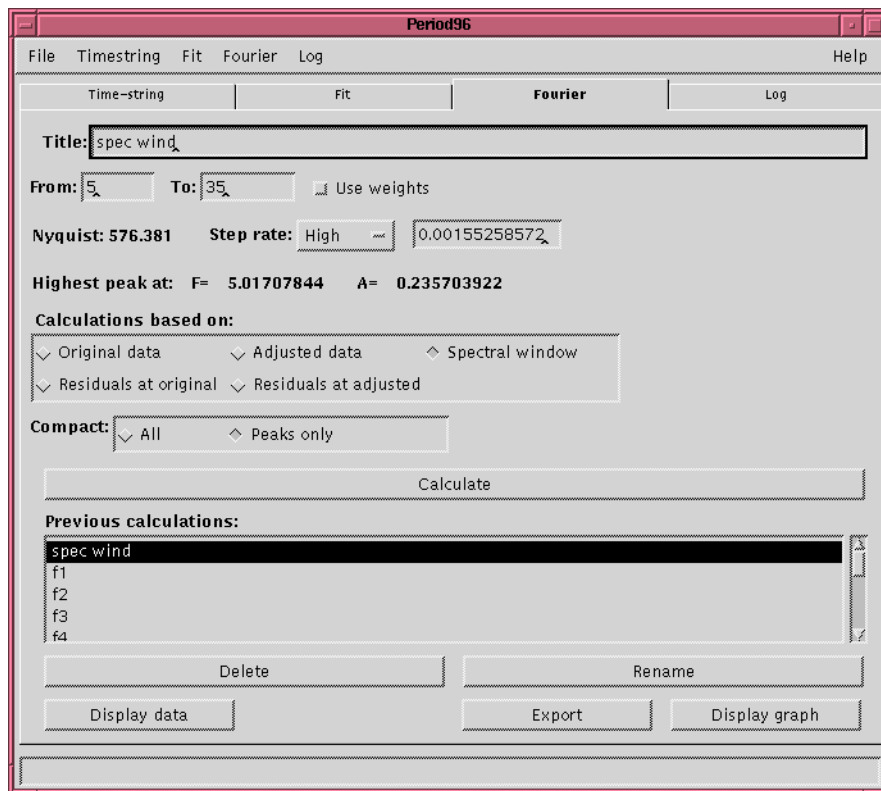 Period96
File Timestring Fit Fourier Log Help
Time-string Fit Fourier Log
Title: spec wind
From: 5 To: 35 Use weights
Nyquist: 576.381 Step rate: High 0.00155258572
Highest peak at: F= 5.01707844 A= 0.235703922
Calculations based on:
Original data Adjusted data Spectral window
Residuals at original Residuals at adjusted
Compact: All Peaks only
Calculate
Previous calculations:
spec wind
f1
f2
f3
f4
Delete Rename
Display data Export Display graph